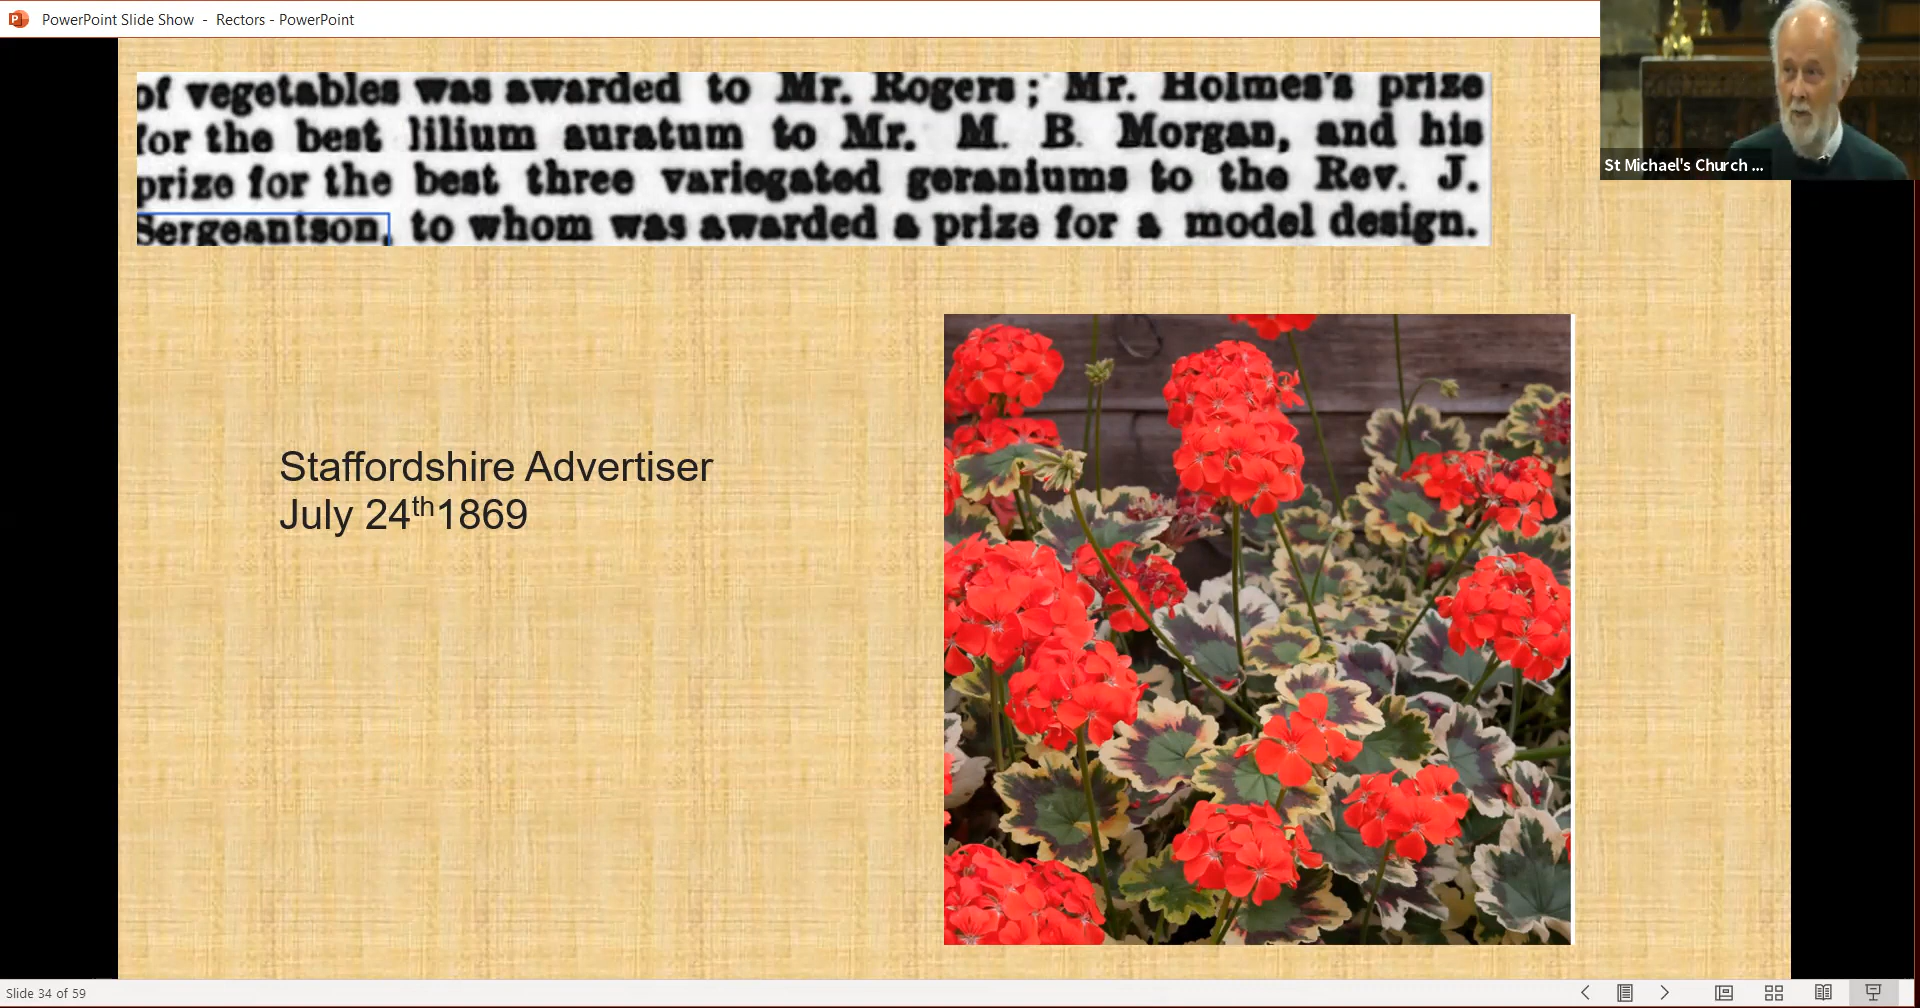 PowerPoint Slide Show - Rectors - PowerPoint
of vegetables was awarded to Mr. Rogers; Mr. Holmes's prize
for the best lilium auratum to Mr. M. B. Morgan, and his
prize for the best three variegated geraniums to the Rev. J.
Sergeantson, to whom was awarded a prize for a model design.
St Michael's Church ...
Staffordshire Advertiser
July 24th1869
Slide 34 of 59